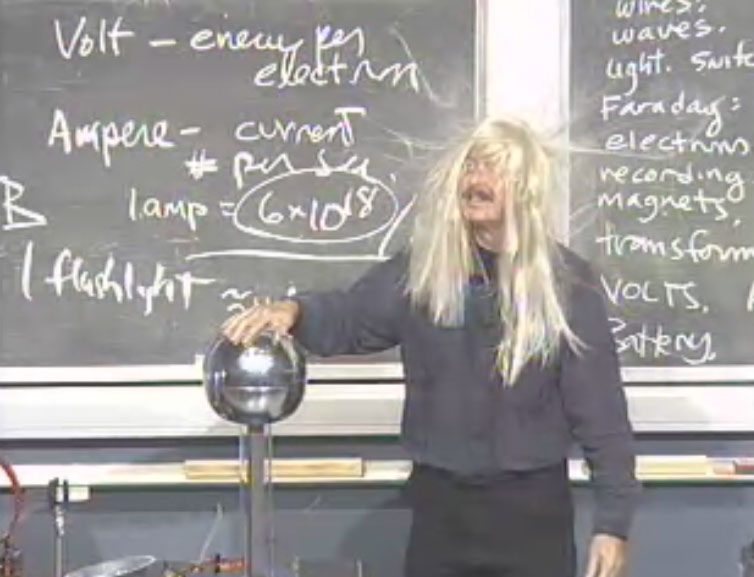 Volt – energy per
electron
Ampere – current
# per sec.
1 amp = 6×10^18
B
1 flashlight ≈
wires,
waves.
light. Switc
Faraday:
electrons
recording
magnets,
transform
VOLTS,
Battery,